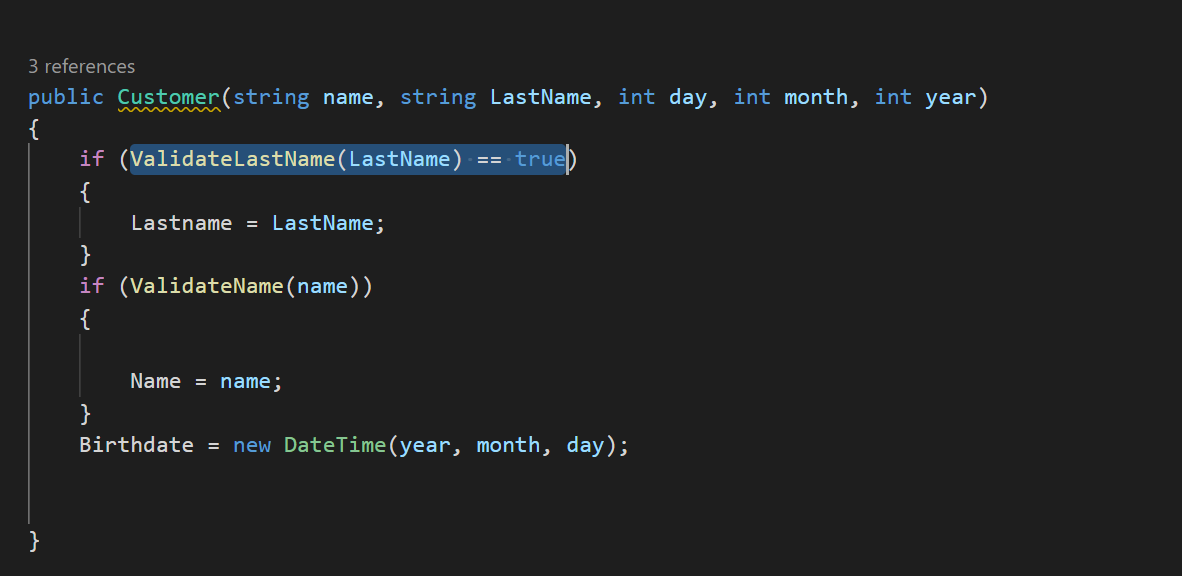 3 references
public Customer(string name, string LastName, int day, int month, int year)
{
if (ValidateLastName(LastName) == true)
{
Lastname = LastName;
}
if (ValidateName(name))
{
Name = name;
}
Birthdate = new DateTime(year, month, day);
}